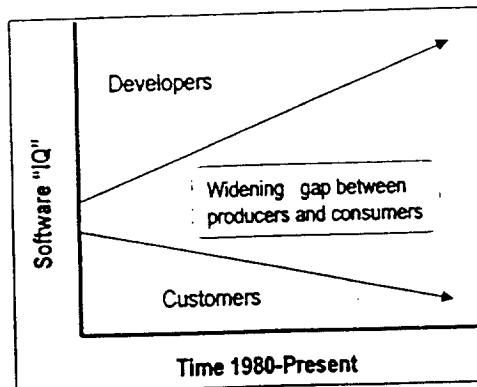 Developers
Software "IQ"
Widening gap between
producers and consumers
Customers
Time 1980-Present